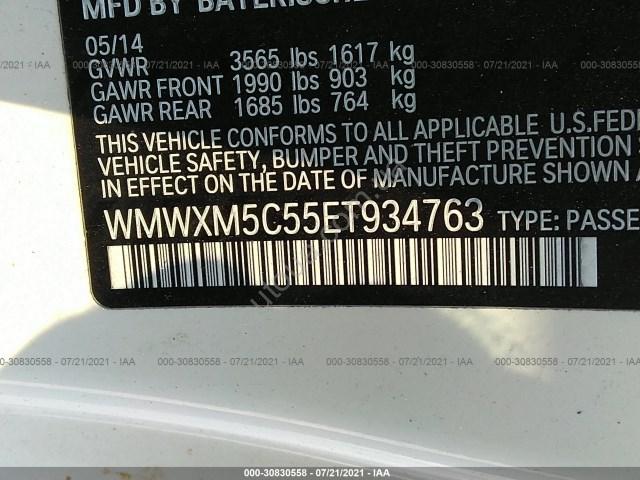 MFD BY BAYERISCHE
05/14
GVWR 3565 lbs 1617 kg
GAWR FRONT 1990 lbs 903 kg
GAWR REAR 1685 lbs 764 kg
THIS VEHICLE CONFORMS TO ALL APPLICABLE U.S.FEDE
VEHICLE SAFETY, BUMPER AND THEFT PREVENTION S
IN EFFECT ON THE DATE OF MANUFACTURE SHOWN A
WMWXM5C55ET934763 TYPE: PASSE
000-30830558 - 07/21/2021 - IAA